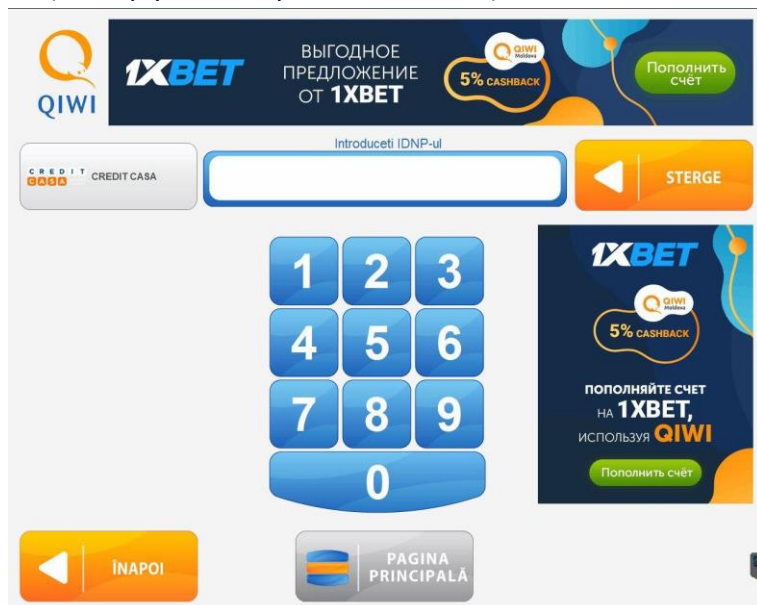 QIWI
1XBET
ВЫГОДНОЕ
ПРЕДЛОЖЕНИЕ
ОТ 1XBET
QIWI
Moldova
5% CASHBACK
Пополнить
счёт
Introduceti IDNP-ul
CREDIT
CASA
CREDIT CASA
STERGE
1 2 3
4 5 6
7 8 9
0
1XBET
QIWI
Moldova
5% CASHBACK
ПОПОЛНЯЙТЕ СЧЕТ
НА 1XBET,
ИСПОЛЬЗУЯ QIWI
Пополнить счёт
ÎNAPOI
PAGINA
PRINCIPALĂ